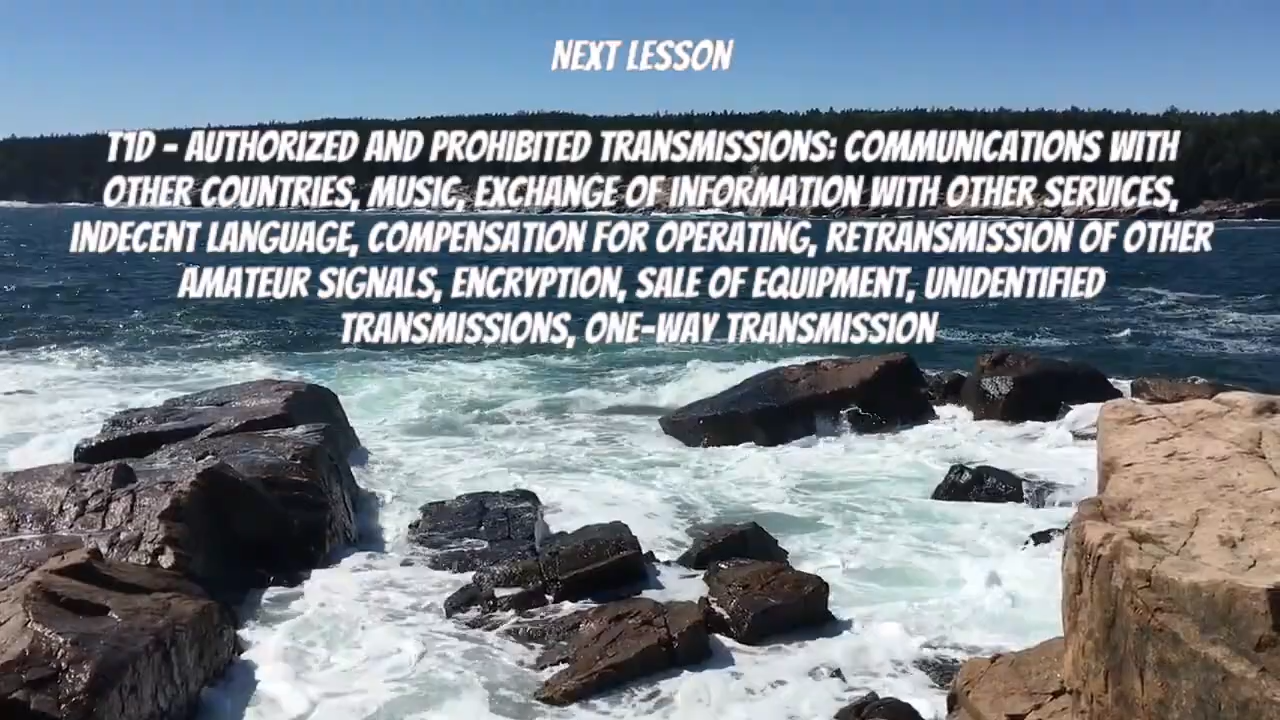 NEXT LESSON
T1D - AUTHORIZED AND PROHIBITED TRANSMISSIONS: COMMUNICATIONS WITH
OTHER COUNTRIES, MUSIC, EXCHANGE OF INFORMATION WITH OTHER SERVICES,
INDECENT LANGUAGE, COMPENSATION FOR OPERATING, RETRANSMISSION OF OTHER
AMATEUR SIGNALS, ENCRYPTION, SALE OF EQUIPMENT, UNIDENTIFIED
TRANSMISSIONS, ONE-WAY TRANSMISSION